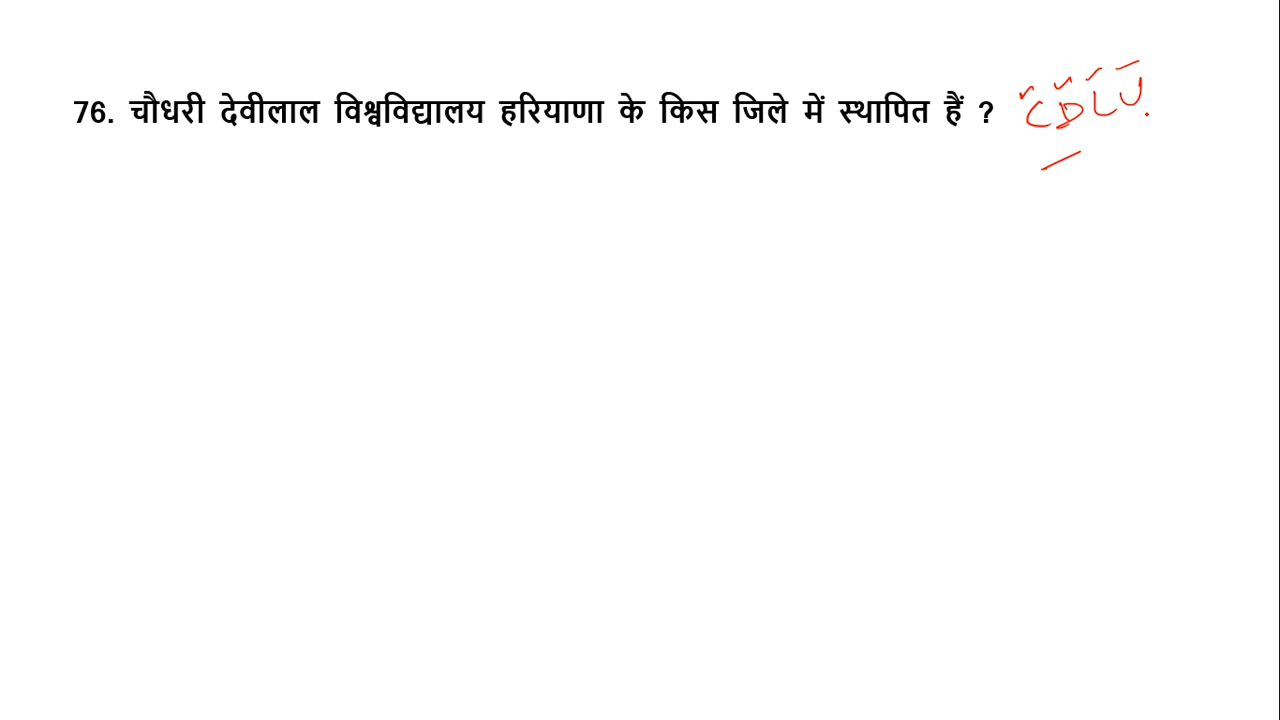 76. चौधरी देवीलाल विश्वविद्यालय हरियाणा के किस जिले में स्थापित हैं ? CDLU.